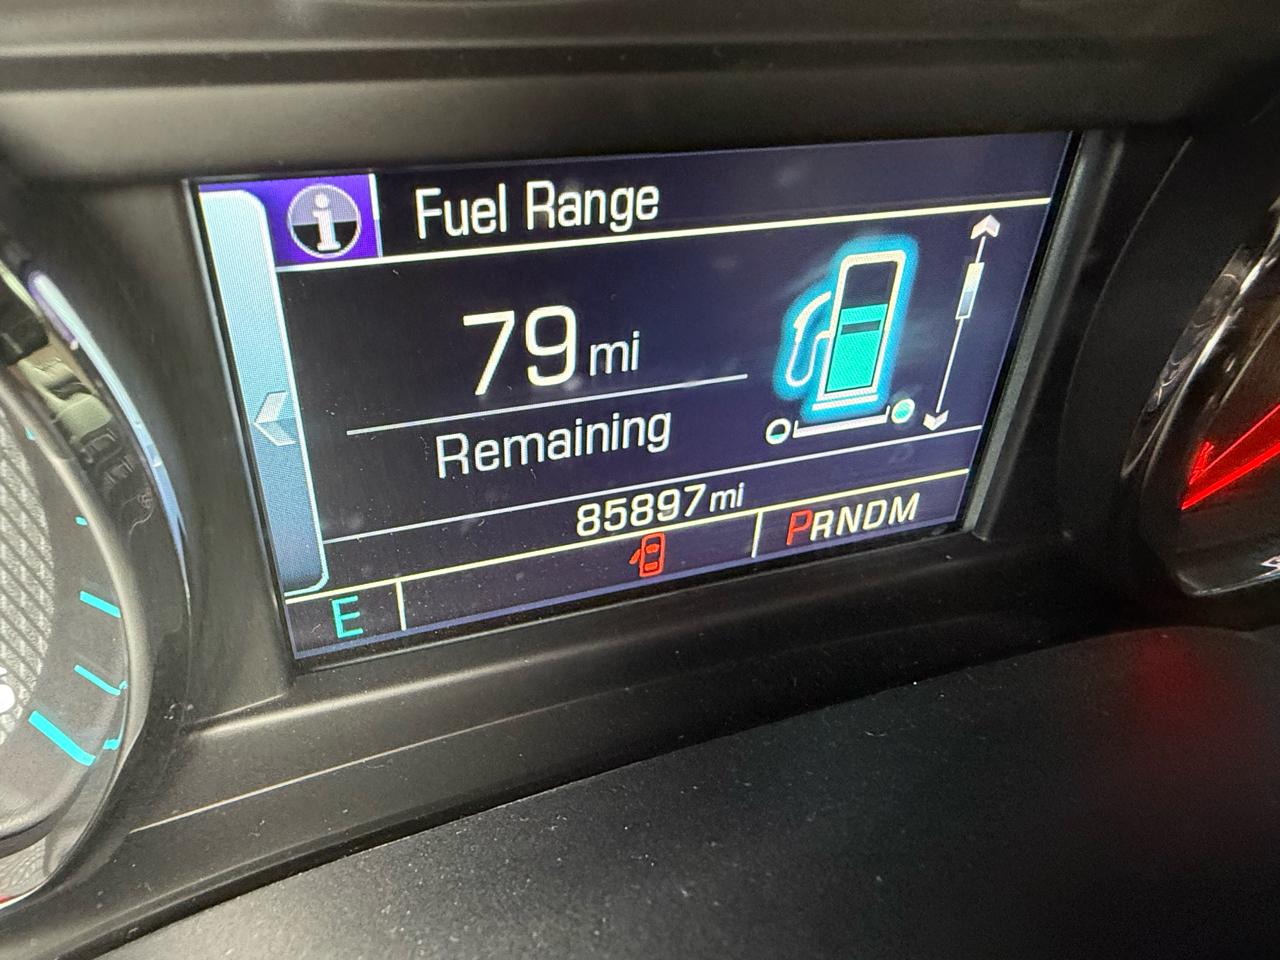 i Fuel Range
79 mi
Remaining
85897 mi
E PRNDM